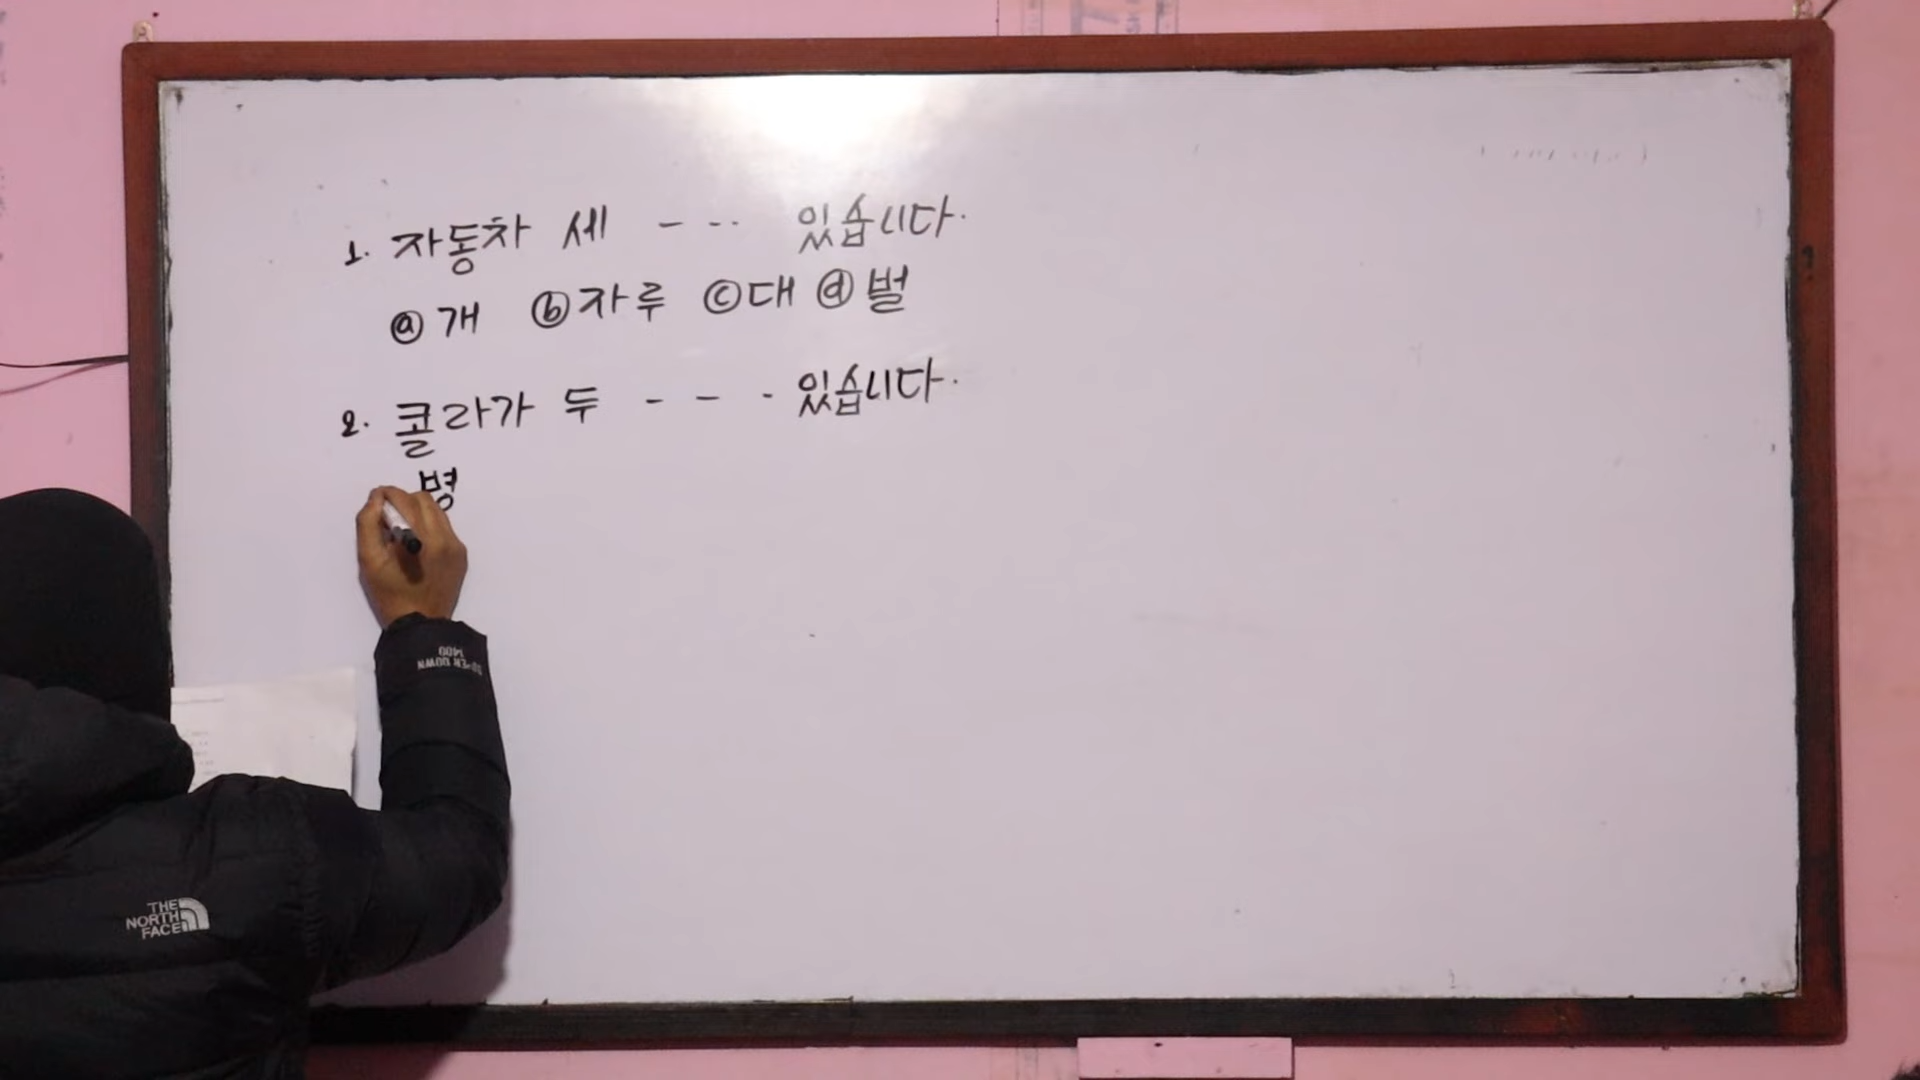 1. 자동차 세 - - - 있습니다.
ⓐ 개 ⓑ 자루 ⓒ 대 ⓓ 벌
2. 콜라가 두 - - - 있습니다.
병
THE
NORTH
FACE